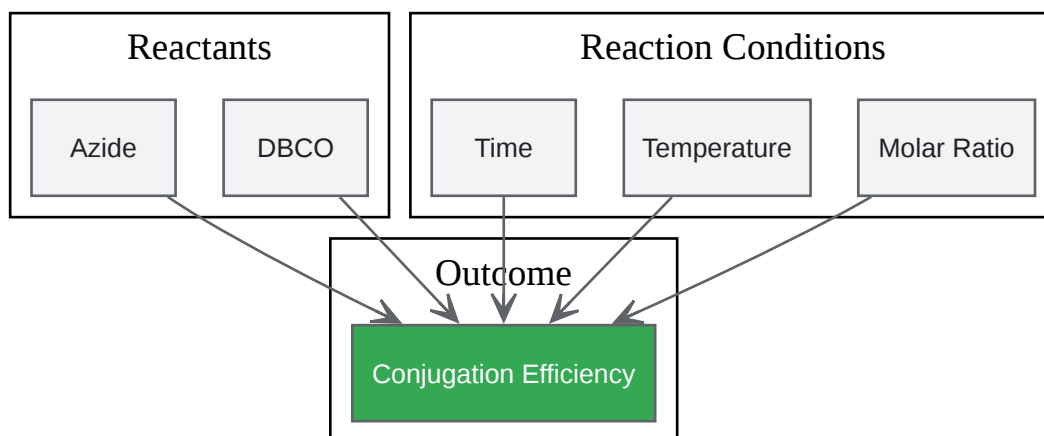 Reactants
Reaction Conditions
Azide
DBCO
Time
Temperature
Molar Ratio
Outcome
Conjugation Efficiency